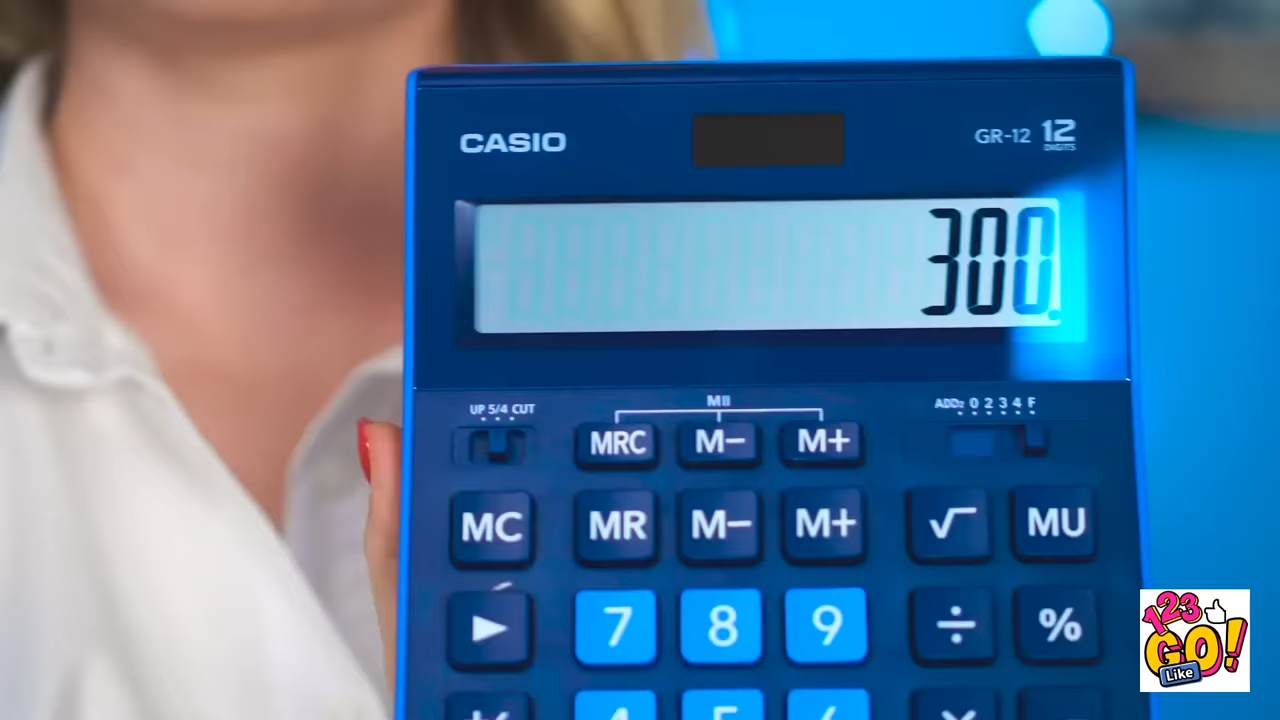 CASIO
GR-12 12
DIGITS
300.
UP 5/4 CUT
MII
ADD₂ 0 2 3 4 F
MRC M− M+
MC MR M− M+ √ MU
▶ 7 8 9 ÷ %
123
GO!
Like